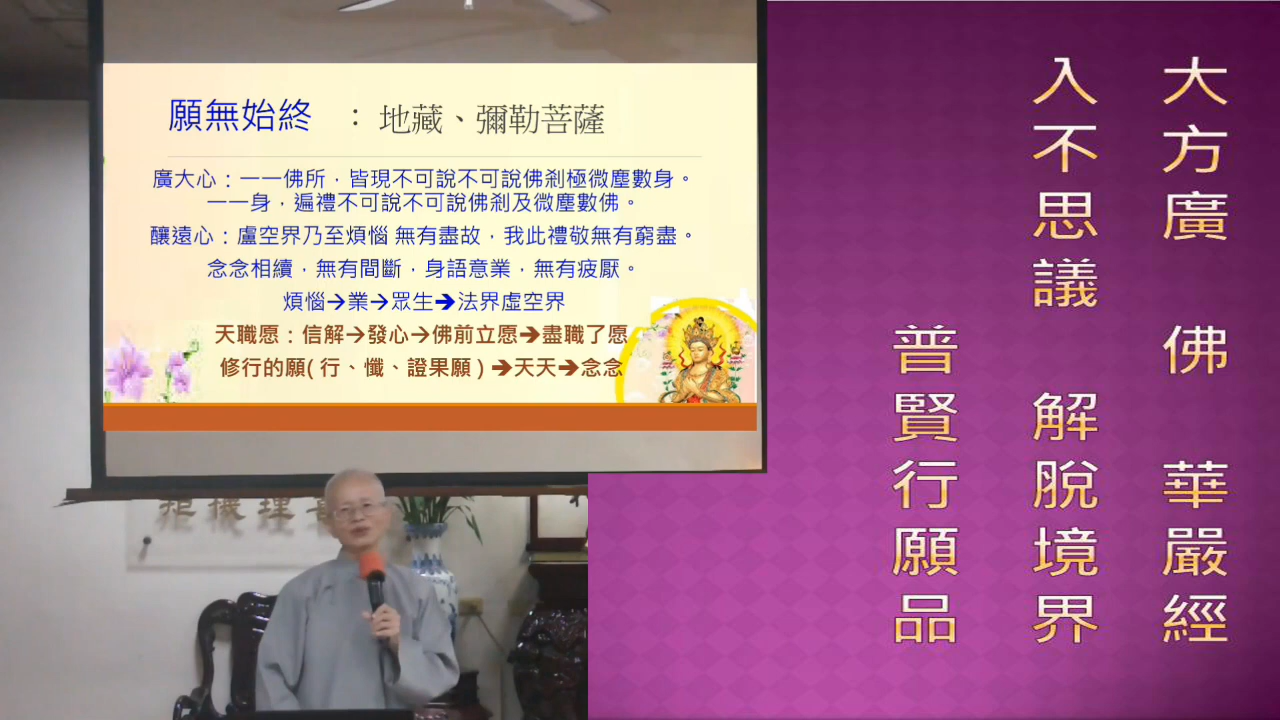 願無始終 ： 地藏、彌勒菩薩
廣大心：一一佛所，皆現不可說不可說佛剎極微塵數身。
一一身，遍禮不可說不可說佛剎及微塵數佛。
釀遠心：盧空界乃至煩惱 無有盡故，我此禮敬無有窮盡。
念念相續，無有間斷，身語意業，無有疲厭。
煩惱→業→眾生→法界虛空界
天職愿：信解→發心→佛前立愿→盡職了愿
修行的願( 行、懺、證果願 ) →天天→念念
大方廣 佛 華嚴經
入不思議 解脫境界
普賢行願品
理機